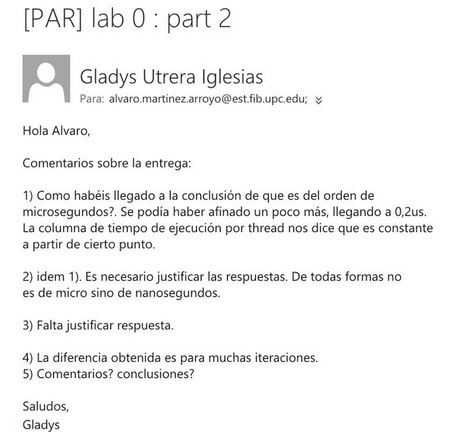 [PAR] lab 0 : part 2
Gladys Utrera Iglesias
Para: alvaro.martinez.arroyo@est.fib.upc.edu;
Hola Alvaro,
Comentarios sobre la entrega:
1) Como habéis llegado a la conclusión de que es del orden de
microsegundos?. Se podía haber afinado un poco más, llegando a 0,2us.
La columna de tiempo de ejecución por thread nos dice que es constante
a partir de cierto punto.
2) idem 1). Es necesario justificar las respuestas. De todas formas no
es de micro sino de nanosegundos.
3) Falta justificar respuesta.
4) La diferencia obtenida es para muchas iteraciones.
5) Comentarios? conclusiones?
Saludos,
Gladys